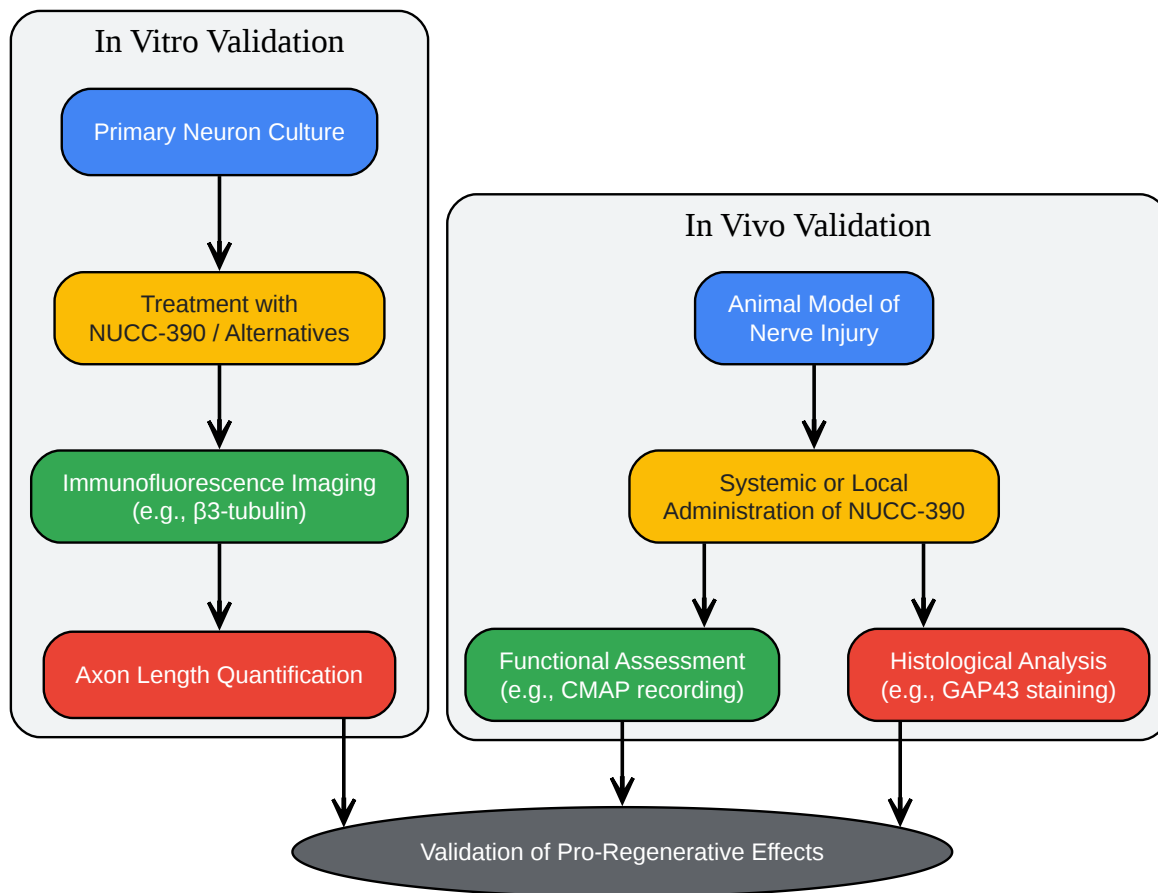 In Vitro Validation
Primary Neuron Culture
Treatment with
NUCC-390 / Alternatives
Immunofluorescence Imaging
(e.g., β3-tubulin)
Axon Length Quantification
In Vivo Validation
Animal Model of
Nerve Injury
Systemic or Local
Administration of NUCC-390
Functional Assessment
(e.g., CMAP recording)
Histological Analysis
(e.g., GAP43 staining)
Validation of Pro-Regenerative Effects